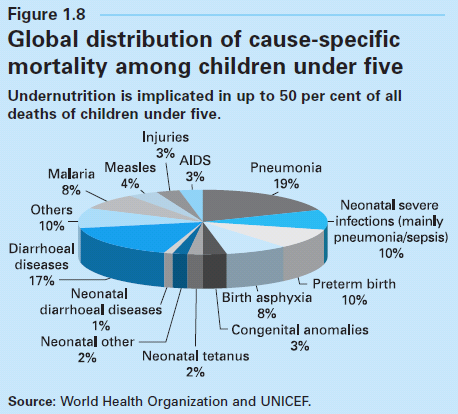 Figure 1.8
Global distribution of cause-specific
mortality among children under five
Undernutrition is implicated in up to 50 per cent of all
deaths of children under five.
Injuries
3%
AIDS
3%
Measles
4%
Malaria
8%
Others
10%
Diarrhoeal
diseases
17%
Neonatal
diarrhoeal diseases
1%
Neonatal other
2%
Neonatal tetanus
2%
Pneumonia
19%
Neonatal severe
infections (mainly
pneumonia/sepsis)
10%
Preterm birth
10%
Birth asphyxia
8%
Congenital anomalies
3%
Source: World Health Organization and UNICEF.